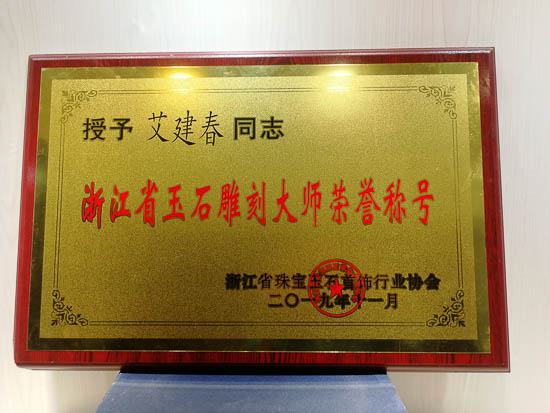 授予 艾建春 同志
浙江省玉石雕刻大师荣誉称号
浙江省珠宝玉石首饰行业协会
二〇一九年十一月